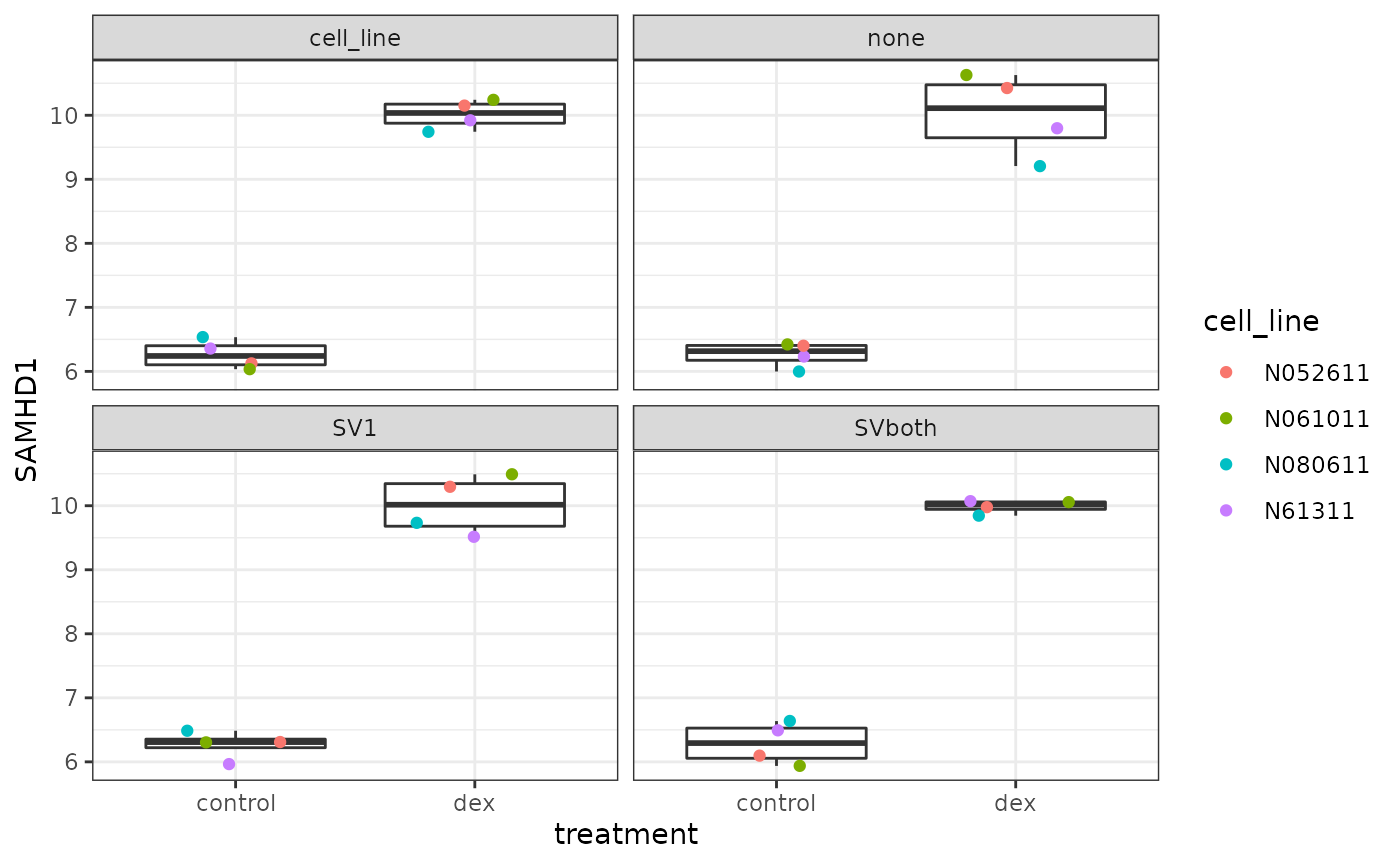 cell_line
none
10
9
8
7
6
SV1
SVboth
10
9
8
7
6
control
dex
control
dex
treatment
SAMHD1
cell_line
N052611
N061011
N080611
N61311